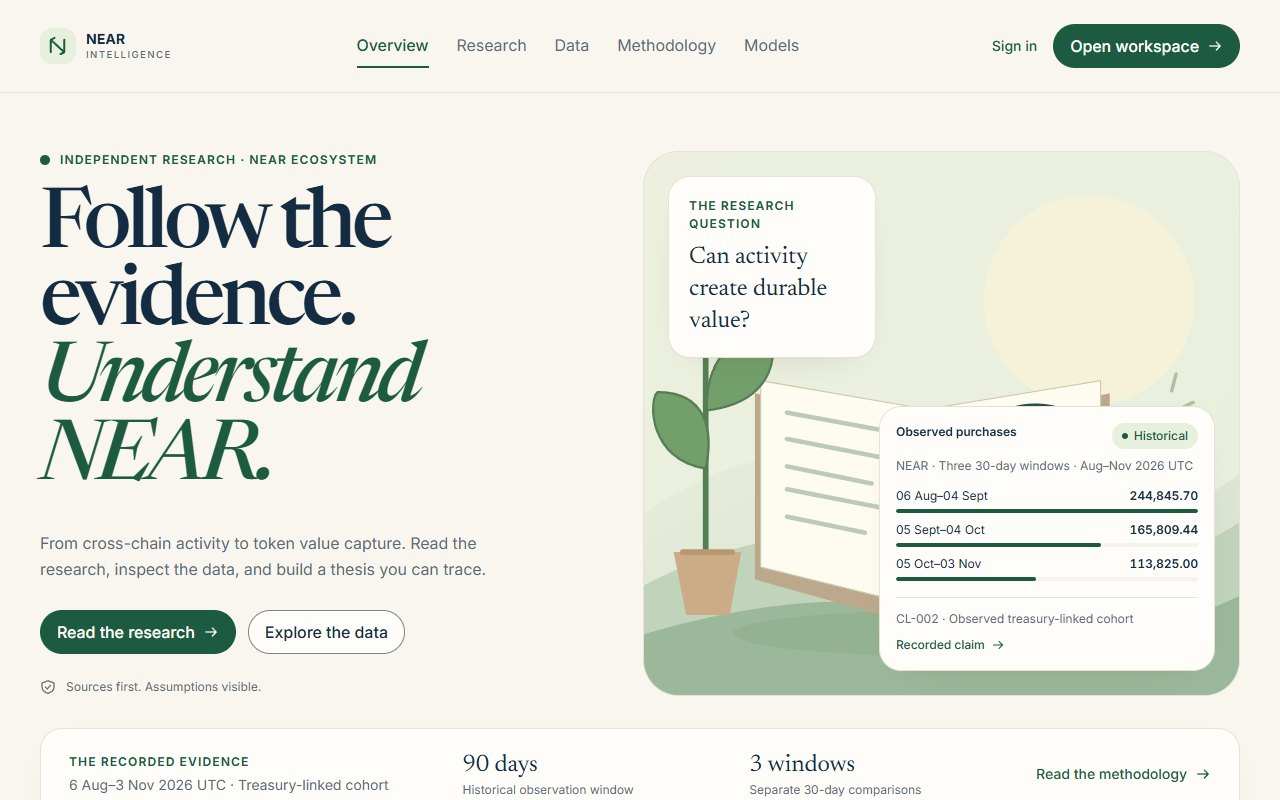 NEAR
INTELLIGENCE
Overview
Research
Data
Methodology
Models
Sign in
Open workspace →
INDEPENDENT RESEARCH · NEAR ECOSYSTEM
Follow the
evidence.
Understand
NEAR.
From cross-chain activity to token value capture. Read the
research, inspect the data, and build a thesis you can trace.
Read the research →
Explore the data
Sources first. Assumptions visible.
THE RESEARCH
QUESTION
Can activity
create durable
value?
Observed purchases
Historical
NEAR · Three 30-day windows · Aug–Nov 2026 UTC
06 Aug–04 Sept 244,845.70
05 Sept–04 Oct 165,809.44
05 Oct–03 Nov 113,825.00
CL-002 · Observed treasury-linked cohort
Recorded claim →
THE RECORDED EVIDENCE
6 Aug–3 Nov 2026 UTC · Treasury-linked cohort
90 days
Historical observation window
3 windows
Separate 30-day comparisons
Read the methodology →